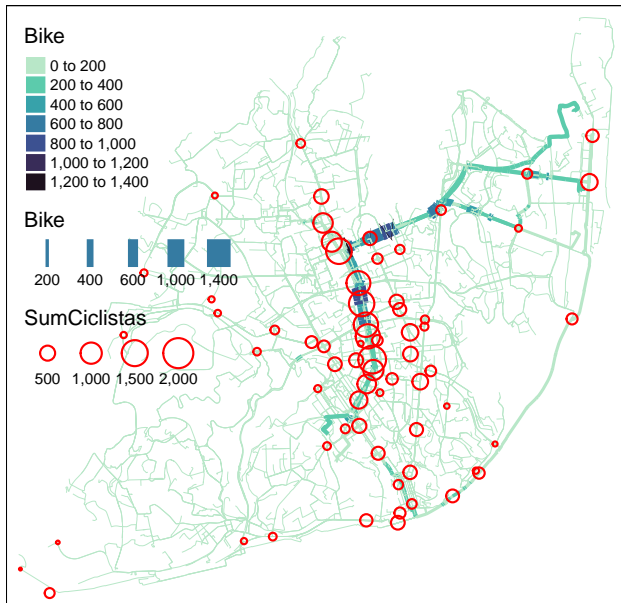 Bike
0 to 200
200 to 400
400 to 600
600 to 800
800 to 1,000
1,000 to 1,200
1,200 to 1,400
Bike
200 400 600 1,000 1,400
SumCiclistas
500 1,000 1,500 2,000